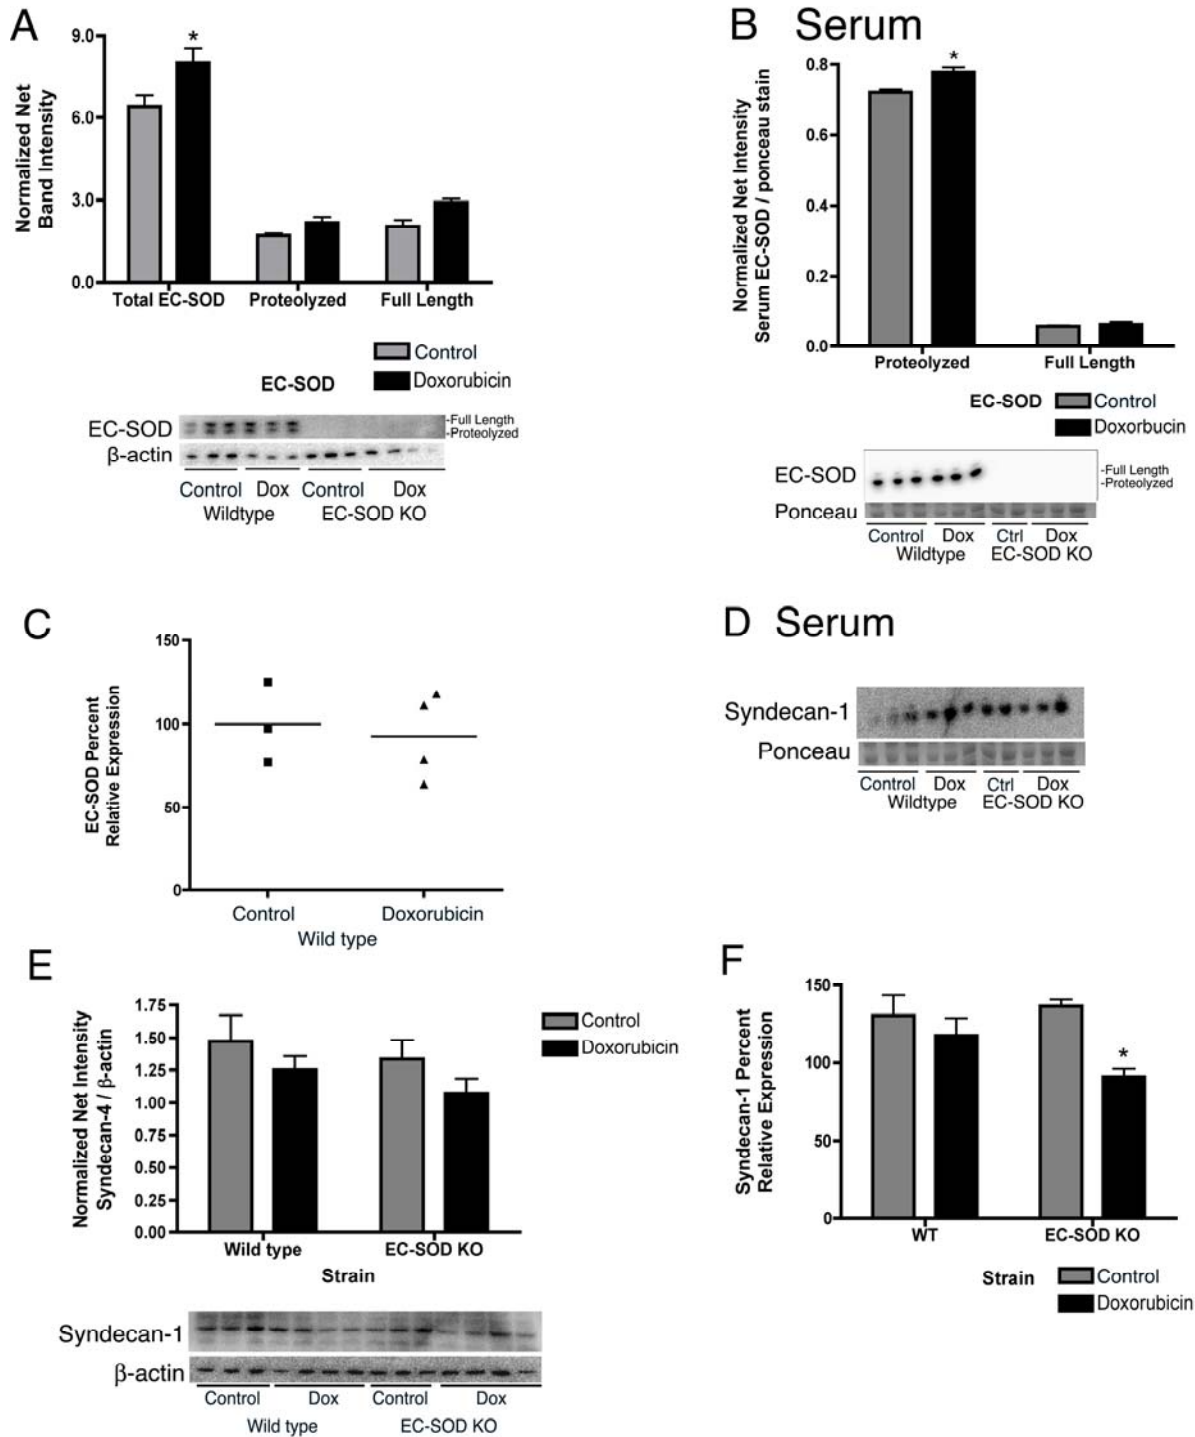 A
Normalized Net
Band Intensity
9.0
6.0
3.0
0.0
*
Total EC-SOD Proteolyzed Full Length
EC-SOD
Control
Doxorubicin
EC-SOD
-Full Length
-Proteolyzed
β-actin
Control Dox Control Dox
Wildtype EC-SOD KO
B Serum
Normalized Net Intensity
Serum EC-SOD / ponceau stain
0.8
0.6
0.4
0.2
0.0
*
Proteolyzed Full Length
EC-SOD
Control
Doxorbucin
EC-SOD
-Full Length
-Proteolyzed
Ponceau
Control Dox Ctrl Dox
Wildtype EC-SOD KO
C
EC-SOD Percent
Relative Expression
150
100
50
0
Control Doxorubicin
Wild type
D Serum
Syndecan-1
Ponceau
Control Dox Ctrl Dox
Wildtype EC-SOD KO
E
Normalized Net Intensity
Syndecan-4 / β-actin
1.75
1.50
1.25
1.00
0.75
0.50
0.25
0.00
Wild type EC-SOD KO
Strain
Control
Doxorubicin
Syndecan-1
β-actin
Control Dox Control Dox
Wild type EC-SOD KO
F
Syndecan-1 Percent
Relative Expression
150
100
50
0
*
WT EC-SOD KO
Strain
Control
Doxorubicin